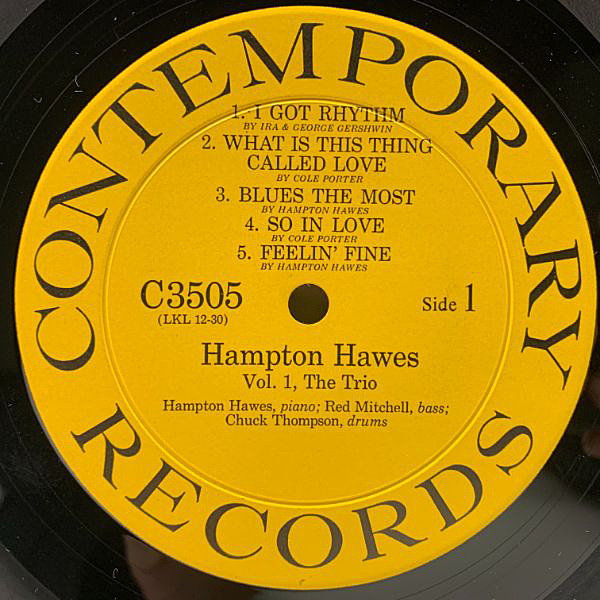 CONTEMPORARY
1. I GOT RHYTHM
BY IRA & GEORGE GERSHWIN
2. WHAT IS THIS THING
CALLED LOVE
BY COLE PORTER
3. BLUES THE MOST
BY HAMPTON HAWES
4. SO IN LOVE
BY COLE PORTER
5. FEELIN' FINE
BY HAMPTON HAWES
C3505
(LKL 12-30)
Side 1
Hampton Hawes
Vol. 1, The Trio
Hampton Hawes, piano; Red Mitchell, bass;
Chuck Thompson, drums
RECORDS